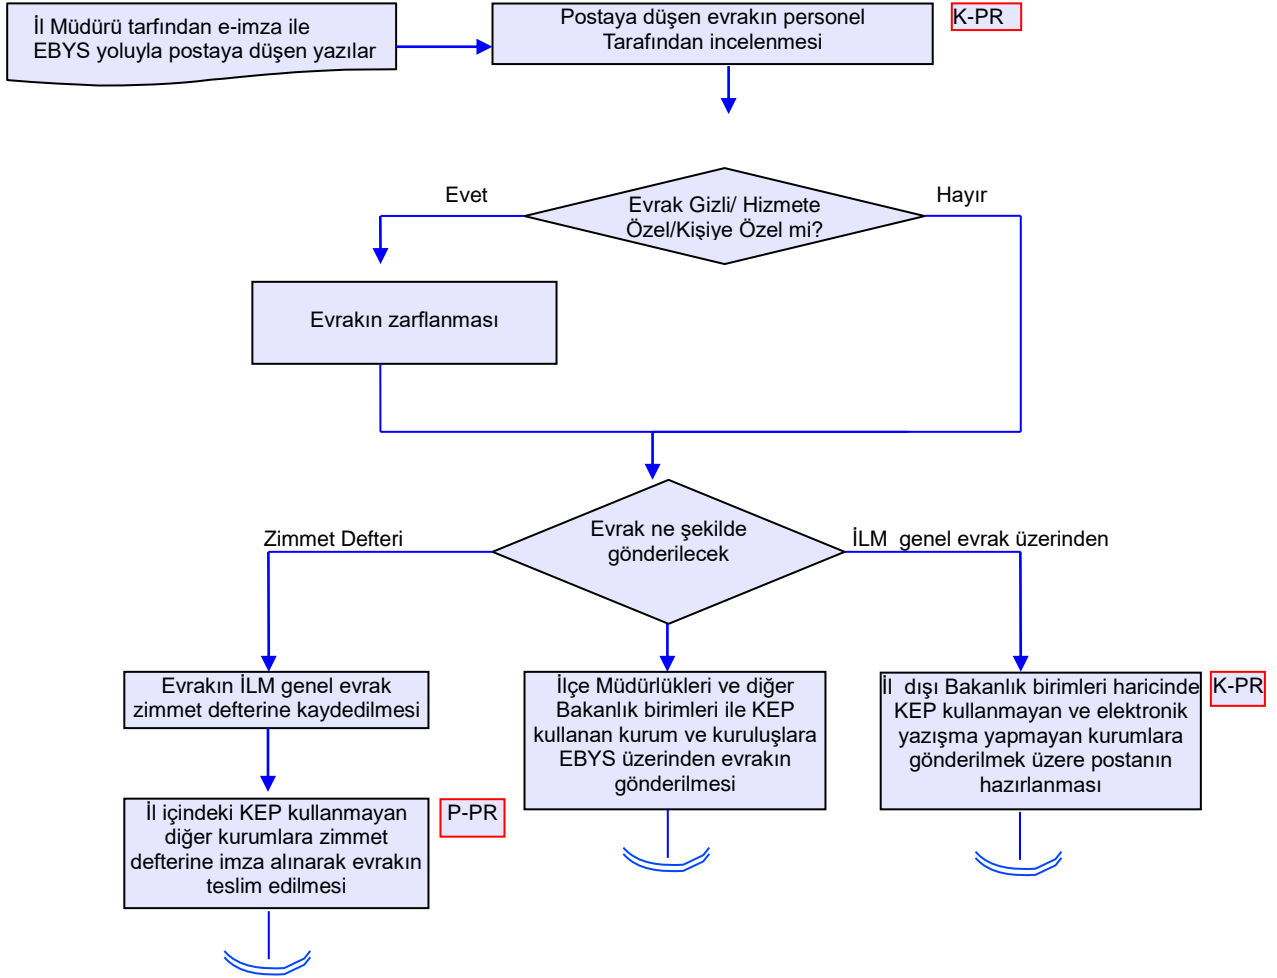 İl Müdürü tarfından e-imza ile
EBYS yoluyla postaya düşen yazılar
Postaya düşen evrakın personel
Tarafından incelenmesi
K-PR
Evet
Evrak Gizli/ Hizmete
Özel/Kişiye Özel mi?
Hayır
Evrakın zarflanması
Evrak ne şekilde
gönderilecek
Zimmet Defteri
İLM  genel evrak üzerinden
Evrakın İLM genel evrak
zimmet defterine kaydedilmesi
İl içindeki KEP kullanmayan
diğer kurumlara zimmet
defterine imza alınarak evrakın
teslim edilmesi
P-PR
İlçe Müdürlükleri ve diğer
Bakanlık birimleri ile KEP
kullanan kurum ve kuruluşlara
EBYS üzerinden evrakın
gönderilmesi
İl  dışı Bakanlık birimleri haricinde
KEP kullanmayan ve elektronik
yazışma yapmayan kurumlara
gönderilmek üzere postanın
hazırlanması
K-PR